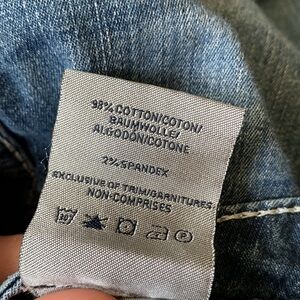 98% COTTON/COTON/
BAUMWOLLE/
ALGODÓN/COTONE
2% SPANDEX
EXCLUSIVE OF TRIM/GARNITURES
NON-COMPRISES